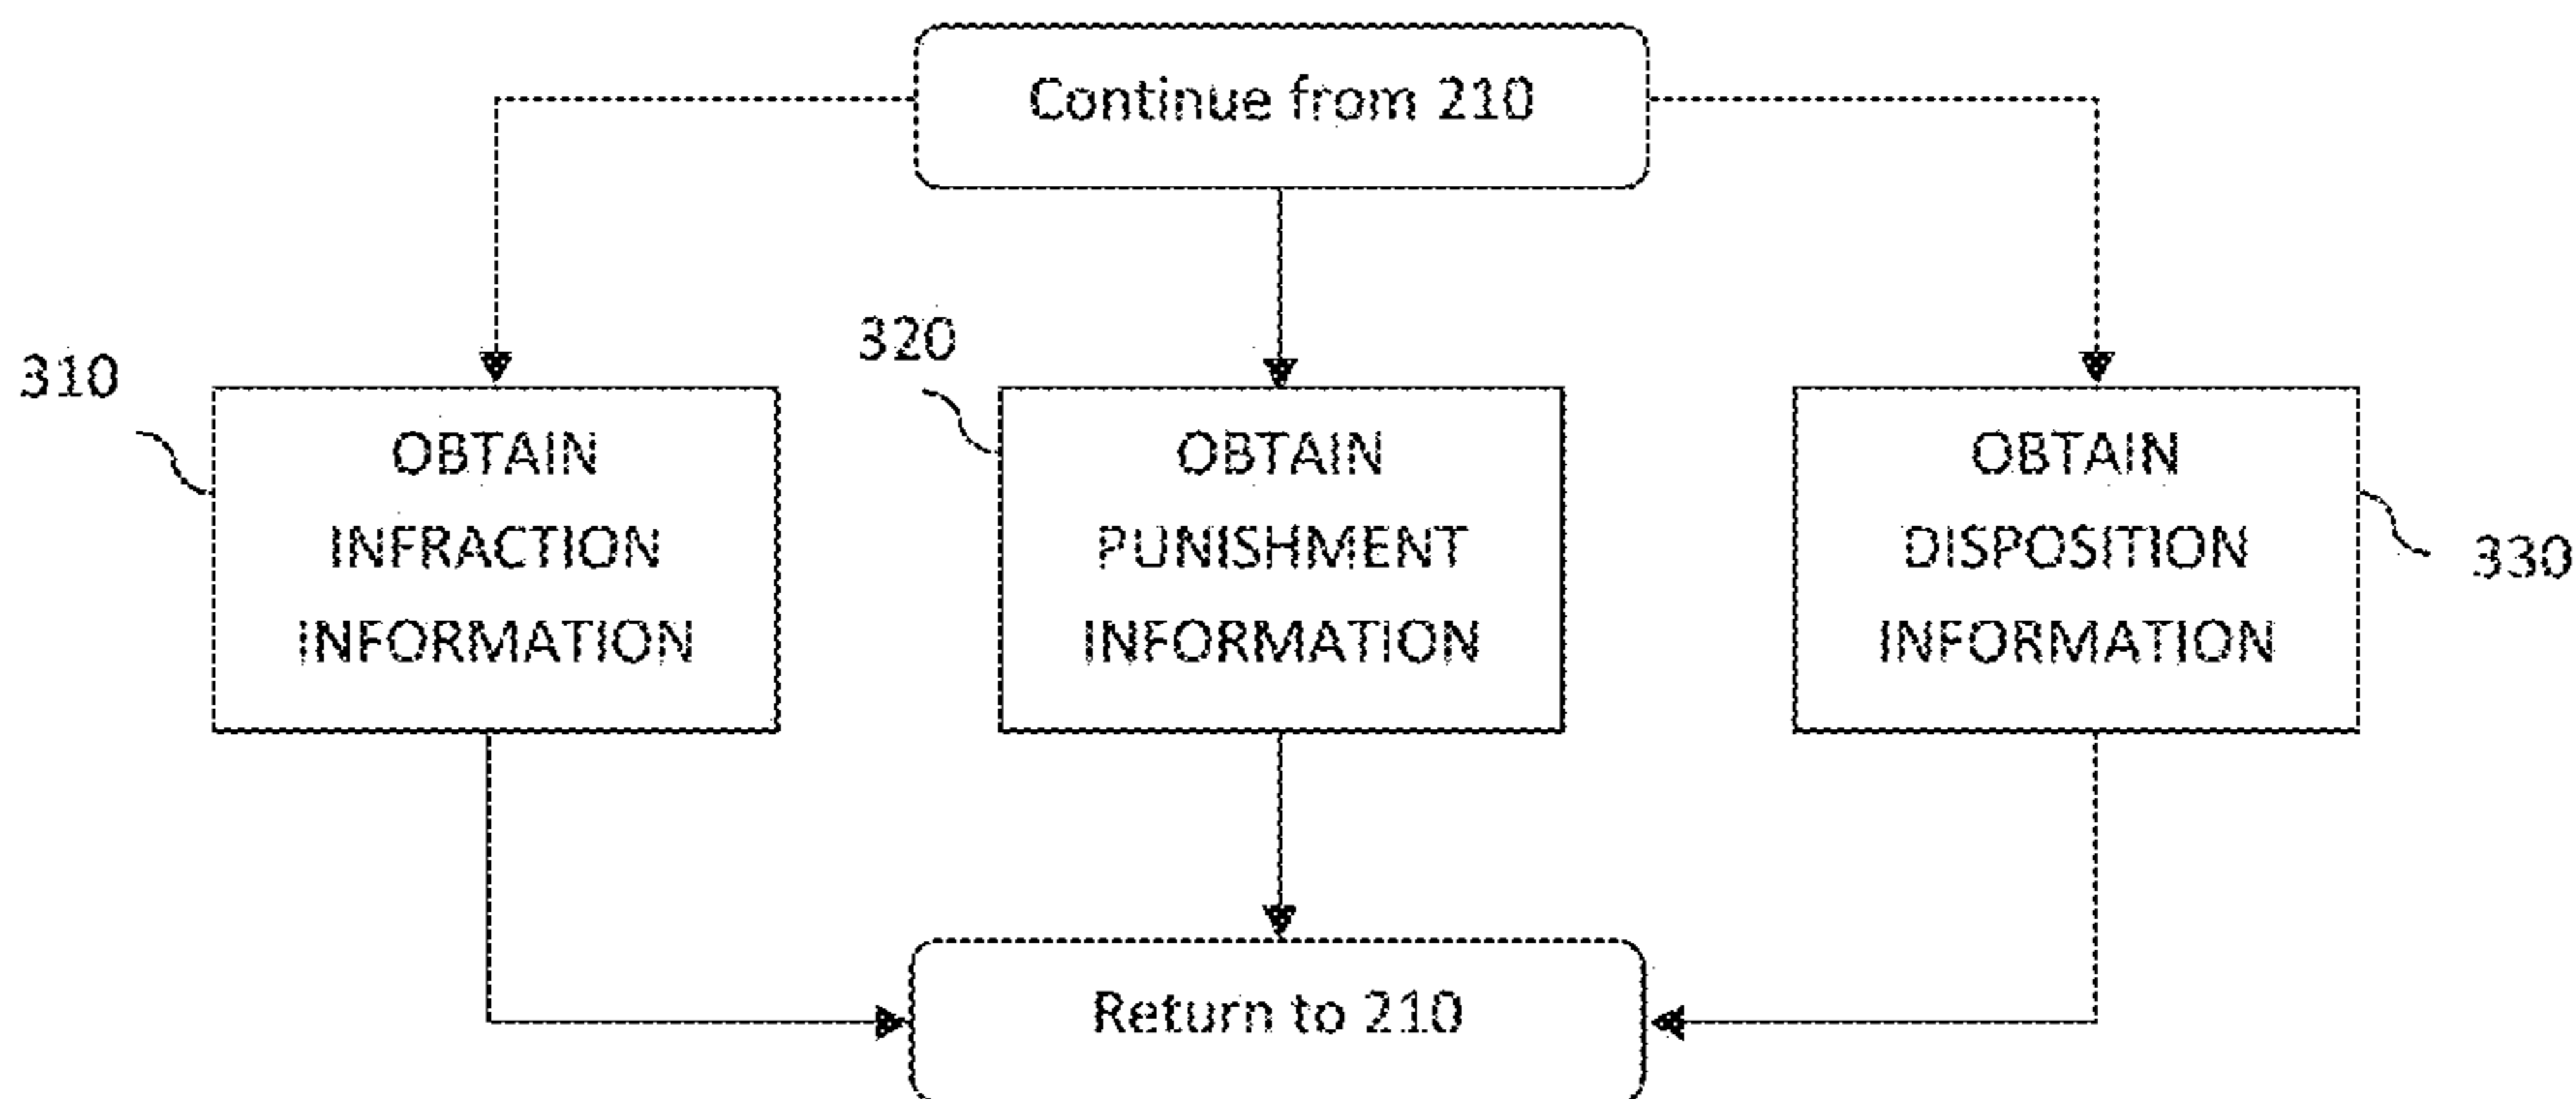 Continue from 210
310
OBTAIN
INFRACTION
INFORMATION
320
OBTAIN
PUNISHMENT
INFORMATION
OBTAIN
DISPOSITION
INFORMATION
330
Return to 210